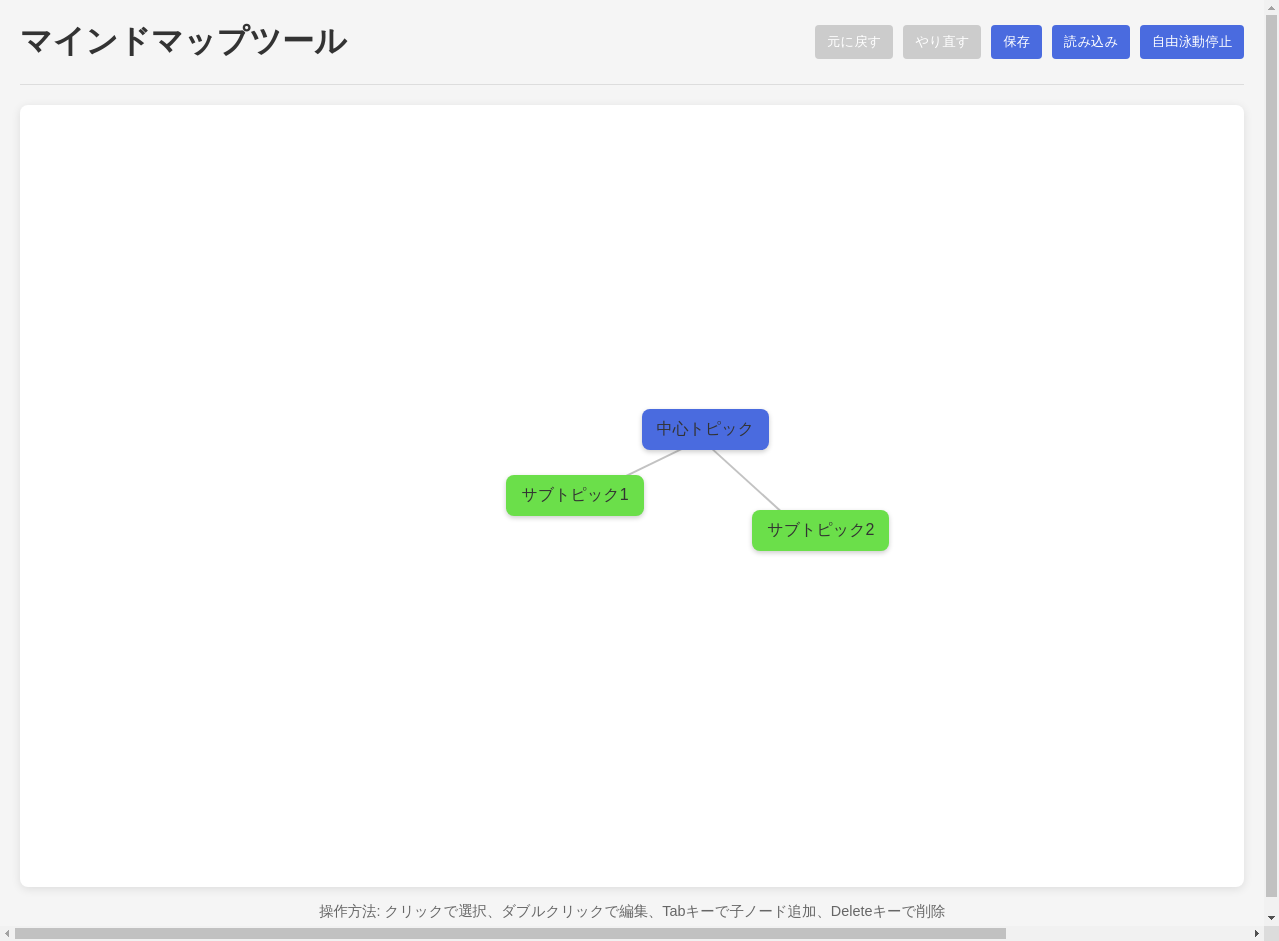 マインドマップツール
元に戻す
やり直す
保存
読み込み
自由泳動停止
中心トピック
サブトピック1
サブトピック2
操作方法: クリックで選択、ダブルクリックで編集、Tabキーで子ノード追加、Deleteキーで削除